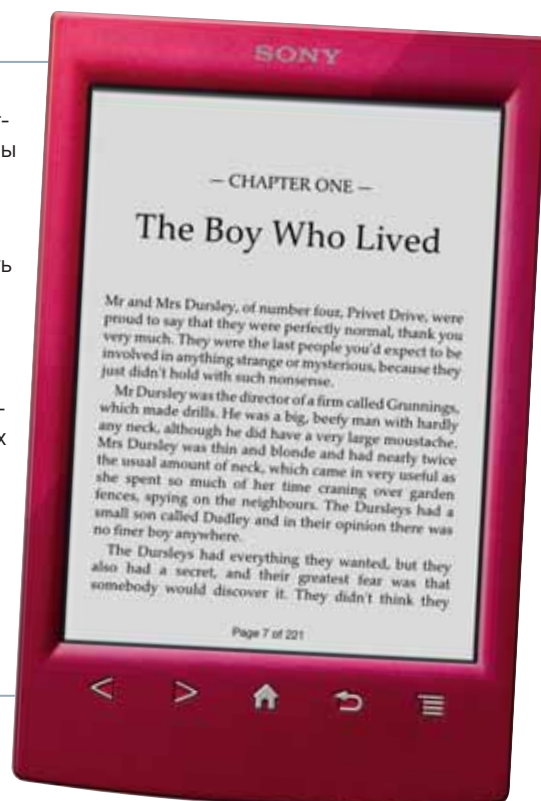 SONY
— CHAPTER ONE —
The Boy Who Lived
Mr and Mrs Dursley, of number four, Privet Drive, were
proud to say that they were perfectly normal, thank you
very much. They were the last people you'd expect to be
involved in anything strange or mysterious, because they
just didn't hold with such nonsense.
Mr Dursley was the director of a firm called Grunnings,
which made drills. He was a big, beefy man with hardly
any neck, although he did have a very large moustache.
Mrs Dursley was thin and blonde and had nearly twice
the usual amount of neck, which came in very useful as
she spent so much of her time craning over garden
fences, spying on the neighbours. The Dursleys had a
small son called Dudley and in their opinion there was
no finer boy anywhere.
The Dursleys had everything they wanted, but they
also had a secret, and their greatest fear was that
somebody would discover it. They didn't think they
Page 7 of 221